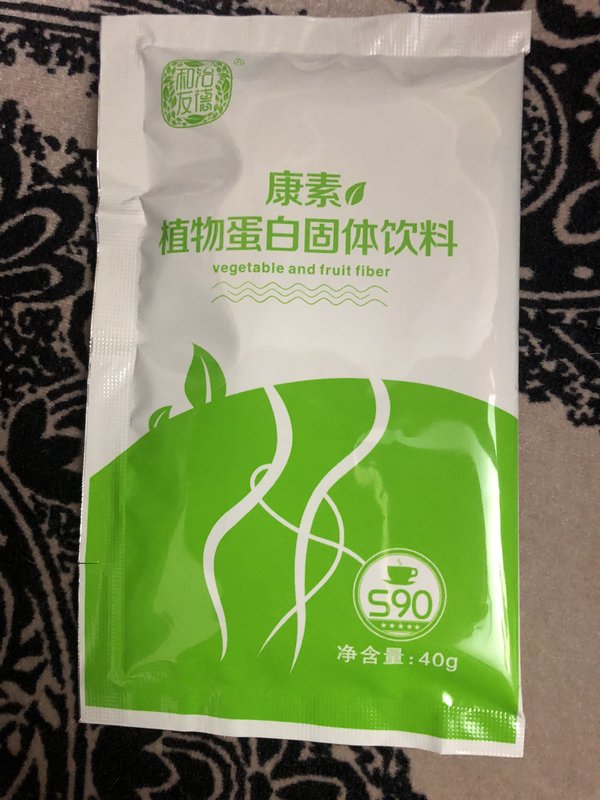 和治
友德
®
康素
植物蛋白固体饮料
vegetable and fruit fiber
S90
净含量：40g